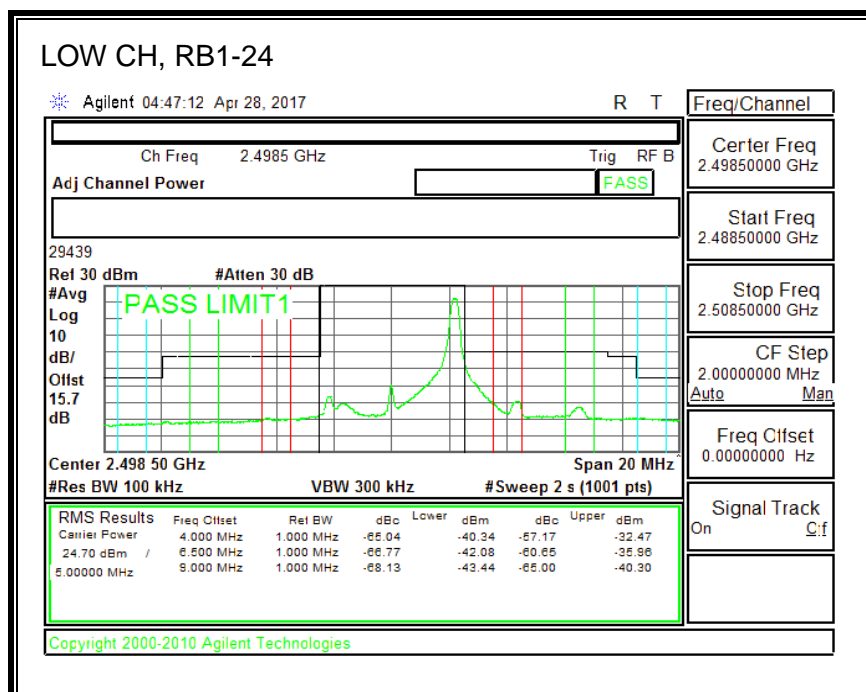 LOW CH, RB1-24
Agilent 04:47:12 Apr 28, 2017 R T
Freq/Channel
Ch Freq 2.4985 GHz Trig RF B
Adj Channel Power PASS
Center Freq
2.49850000 GHz
Start Freq
2.48850000 GHz
29439
Ref 30 dBm #Atten 30 dB
#Avg
Log
10
dB/
Offst
15.7
dB
PASS LIMIT1
Stop Freq
2.50850000 GHz
CF Step
2.00000000 MHz
Auto Man
Freq Offset
0.00000000 Hz
Center 2.498 50 GHz Span 20 MHz
#Res BW 100 kHz VBW 300 kHz #Sweep 2 s (1001 pts)
Signal Track
On Off
RMS Results Freq Offset Ref BW dBc Lower dBm dBc Upper dBm
Carrier Power 4.000 MHz 1.000 MHz -65.04 -40.34 -57.17 -32.47
24.70 dBm / 6.500 MHz 1.000 MHz -66.77 -42.08 -60.65 -35.96
5.00000 MHz 9.000 MHz 1.000 MHz -68.13 -43.44 -65.00 -40.30
Copyright 2000-2010 Agilent Technologies